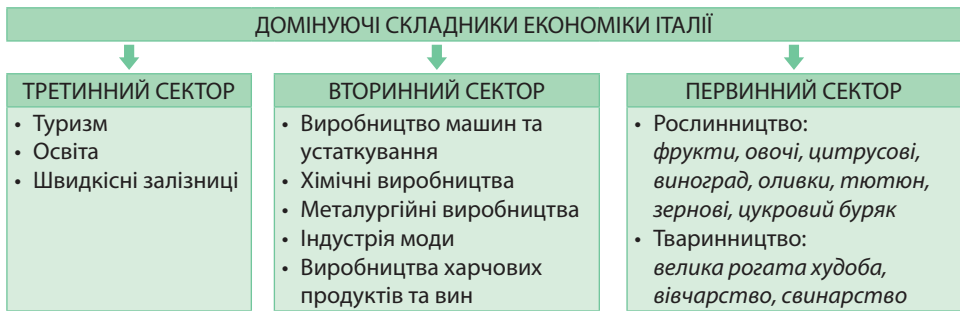 ДОМІНУЮЧІ СКЛАДНИКИ ЕКОНОМІКИ ІТАЛІЇ
ТРЕТИННИЙ СЕКТОР
• Туризм
• Освіта
• Швидкісні залізниці
ВТОРИННИЙ СЕКТОР
• Виробництво машин та
устаткування
• Хімічні виробництва
• Металургійні виробництва
• Індустрія моди
• Виробництва харчових
продуктів та вин
ПЕРВИННИЙ СЕКТОР
• Рослинництво:
фрукти, овочі, цитрусові,
виноград, оливки, тютюн,
зернові, цукровий буряк
• Тваринництво:
велика рогата худоба,
вівчарство, свинарство